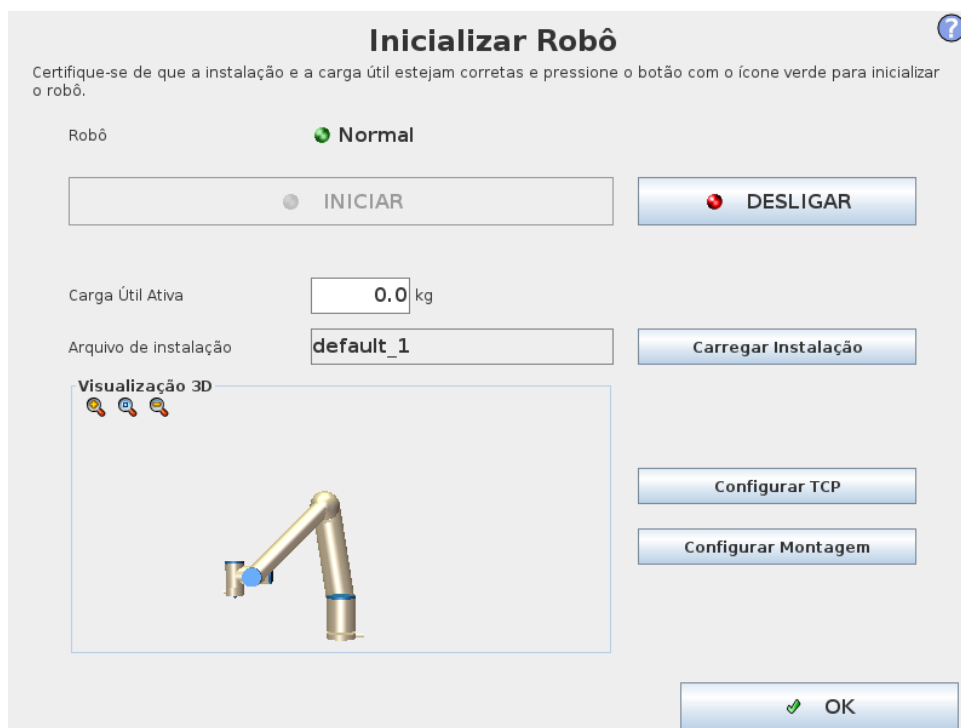 Inicializar Robô
?
Certifique-se de que a instalação e a carga útil estejam corretas e pressione o botão com o ícone verde para inicializar
o robô.
Robô Normal
INICIAR DESLIGAR
Carga Útil Ativa 0.0 kg
Arquivo de instalação default_1 Carregar Instalação
Visualização 3D
Configurar TCP
Configurar Montagem
OK